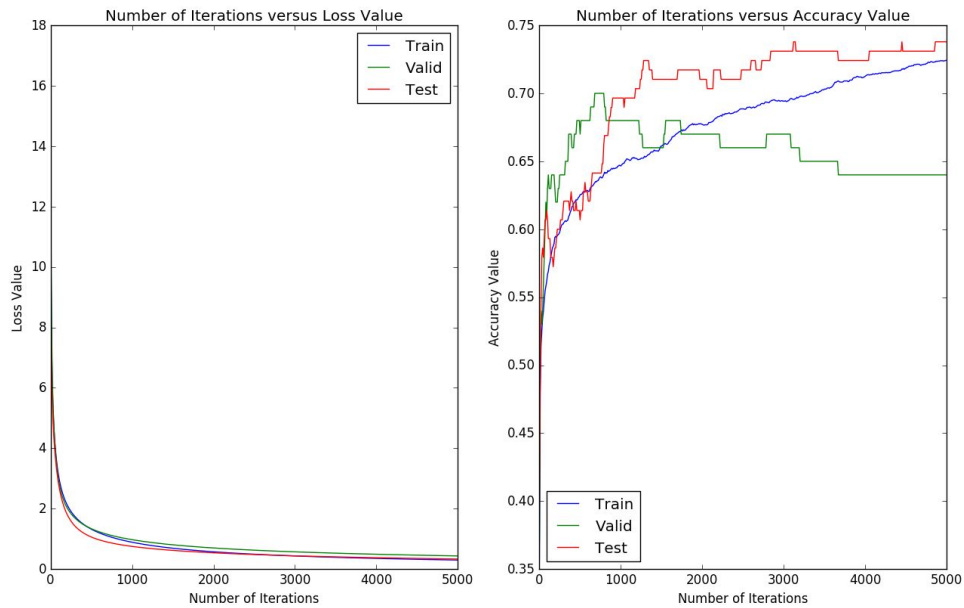 Number of Iterations versus Loss Value
18
16
14
12
10
8
6
4
2
0
Loss Value
0 1000 2000 3000 4000 5000
Number of Iterations
Train
Valid
Test
Number of Iterations versus Accuracy Value
0.75
0.70
0.65
0.60
0.55
0.50
0.45
0.40
0.35
Accuracy Value
0 1000 2000 3000 4000 5000
Number of Iterations
Train
Valid
Test